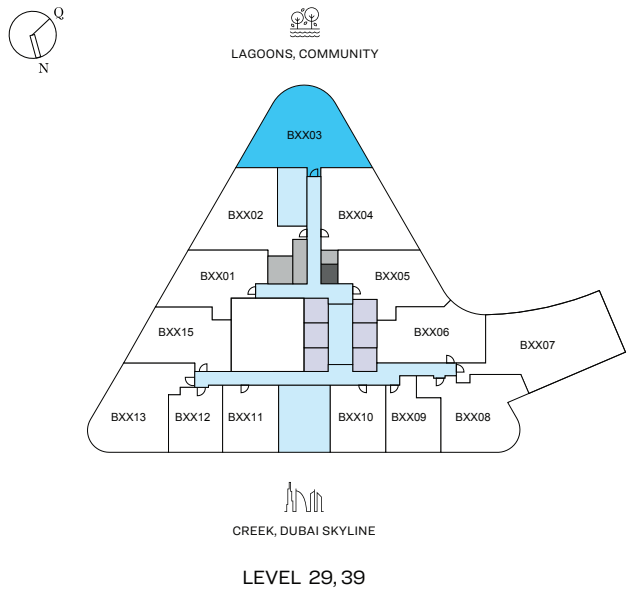 Q
N
LAGOONS, COMMUNITY
BXX03
BXX02
BXX04
BXX01
BXX05
BXX15
BXX06
BXX07
BXX13
BXX12
BXX11
BXX10
BXX09
BXX08
CREEK, DUBAI SKYLINE
LEVEL 29, 39